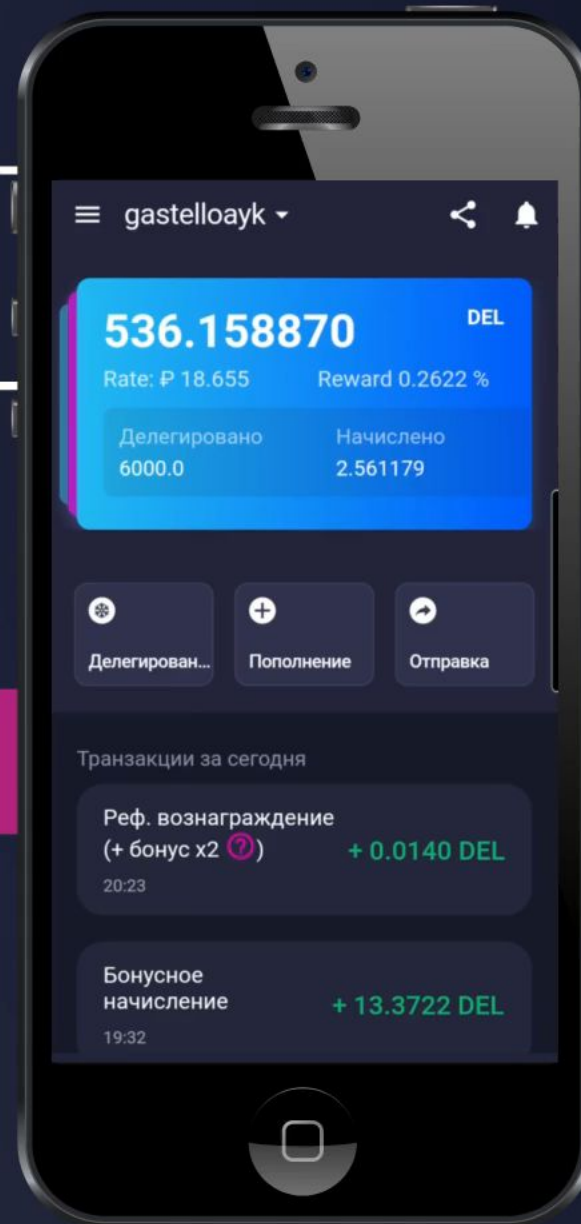 gastelloayk
536.158870 DEL
Rate: ₽ 18.655 Reward 0.2622 %
Делегировано Начислено
6000.0 2.561179
Делегирован... Пополнение Отправка
Транзакции за сегодня
Реф. вознаграждение
(+ бонус x2 ?) + 0.0140 DEL
20:23
Бонусное
начисление + 13.3722 DEL
19:32